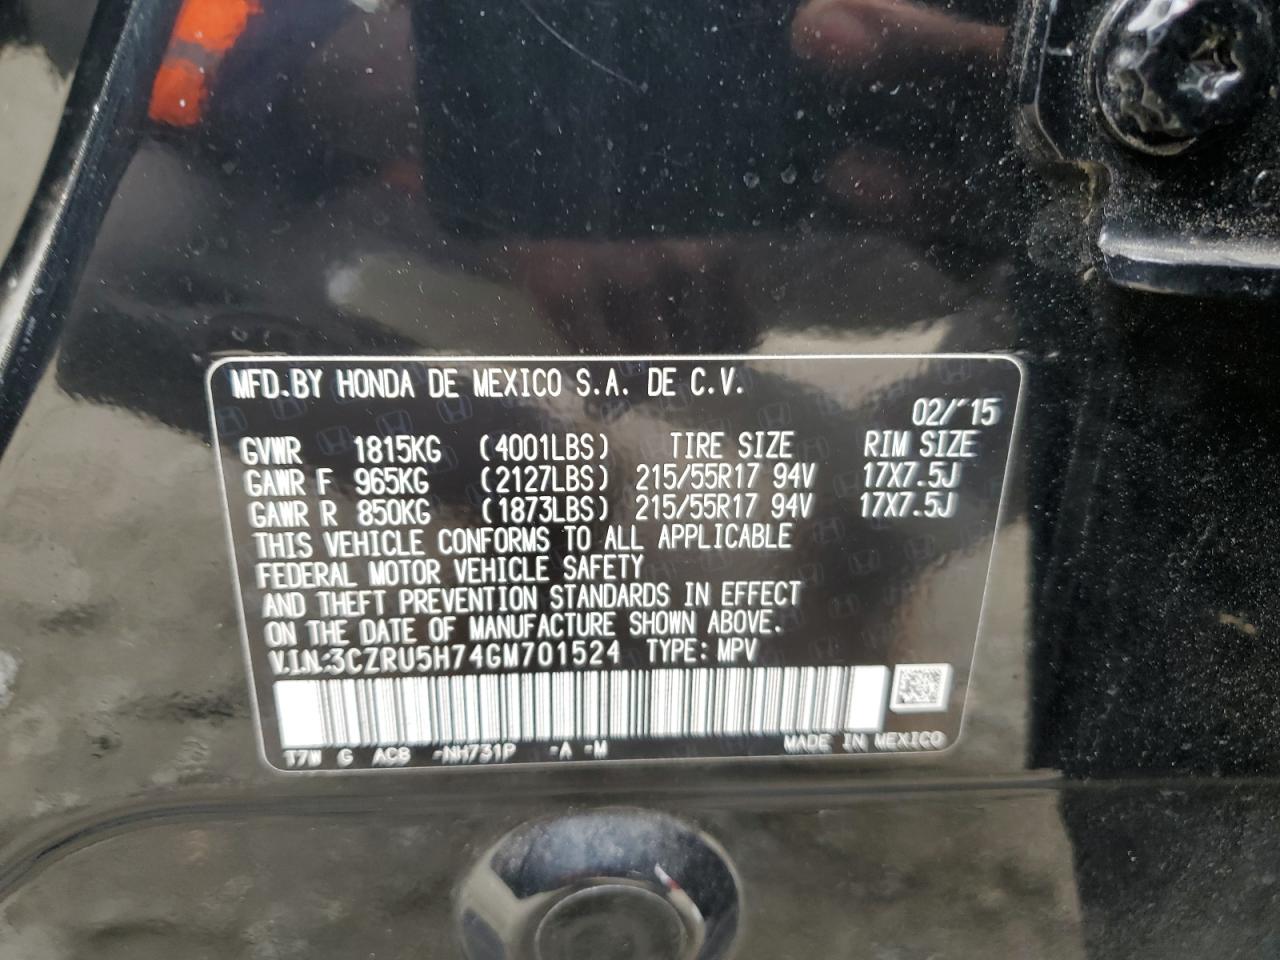 MFD.BY HONDA DE MEXICO S.A. DE C.V.
02/'15
GVWR 1815KG (4001LBS) TIRE SIZE RIM SIZE
GAWR F 965KG (2127LBS) 215/55R17 94V 17X7.5J
GAWR R 850KG (1873LBS) 215/55R17 94V 17X7.5J
THIS VEHICLE CONFORMS TO ALL APPLICABLE
FEDERAL MOTOR VEHICLE SAFETY
AND THEFT PREVENTION STANDARDS IN EFFECT
ON THE DATE OF MANUFACTURE SHOWN ABOVE.
V.I.N.:3CZRU5H74GM701524 TYPE: MPV
T7W G AC8 -NH731P -A -M MADE IN MEXICO